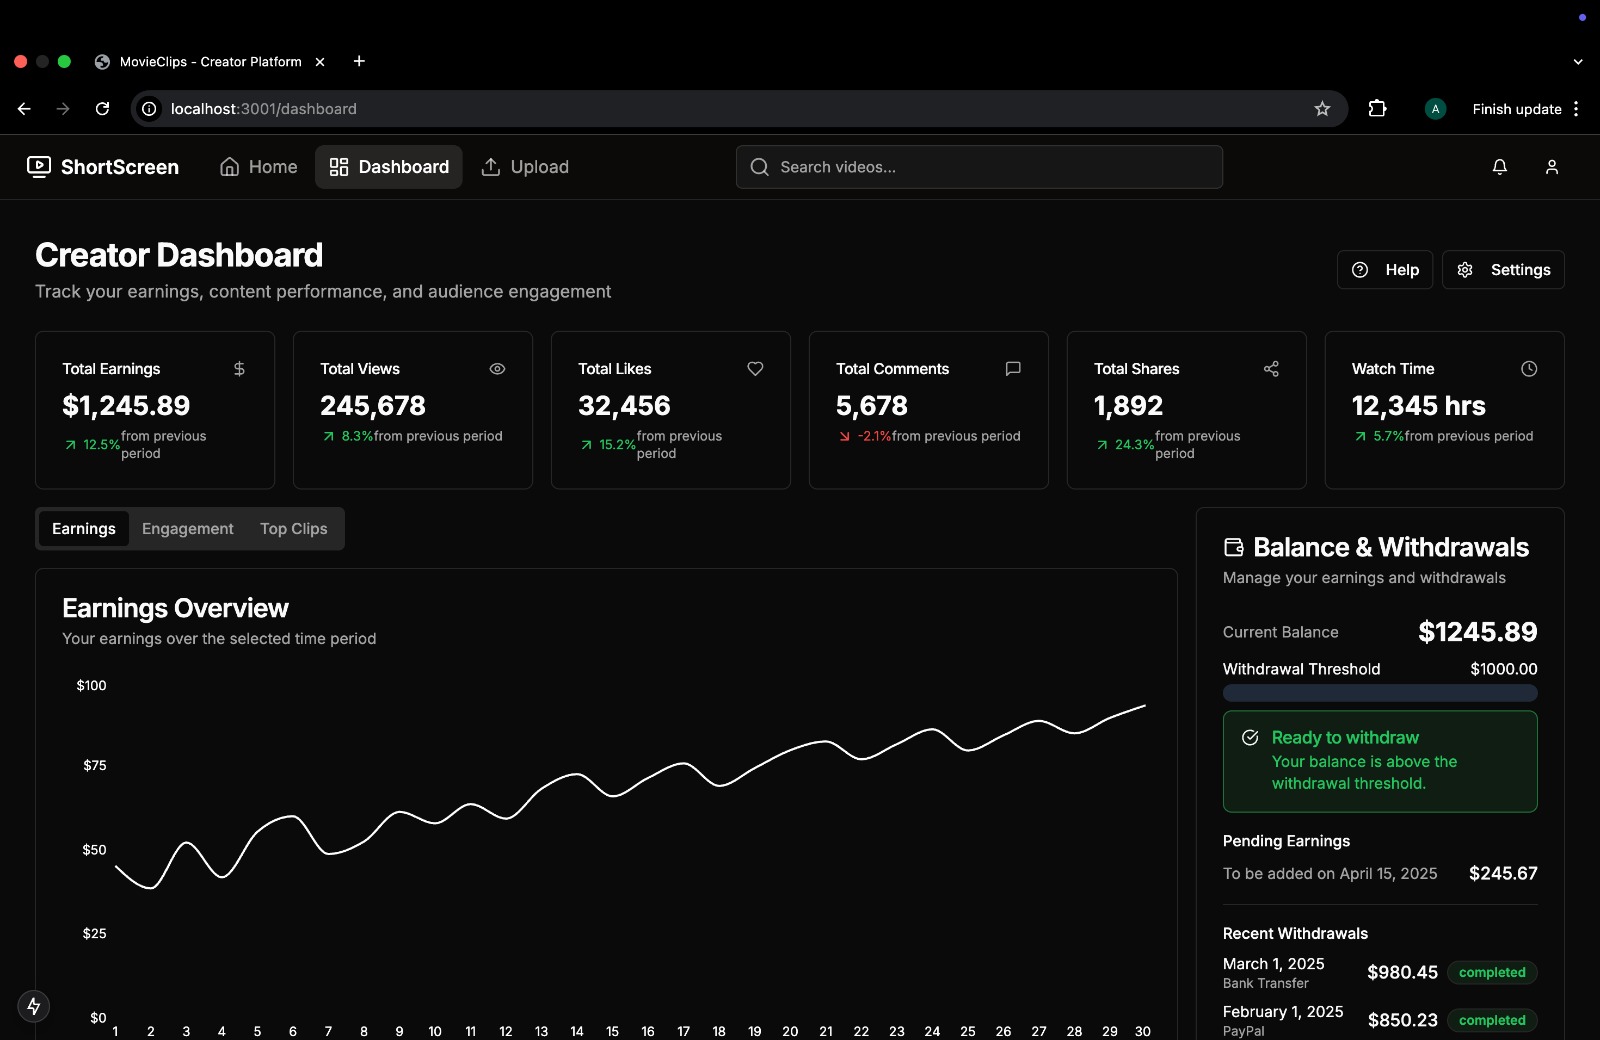 MovieClips - Creator Platform
localhost:3001/dashboard
A
Finish update
ShortScreen
Home
Dashboard
Upload
Search videos...
Creator Dashboard
Track your earnings, content performance, and audience engagement
Help
Settings
Total Earnings
$
$1,245.89
12.5% from previous
period
Total Views
245,678
8.3% from previous period
Total Likes
32,456
15.2% from previous
period
Total Comments
5,678
-2.1% from previous period
Total Shares
1,892
24.3% from previous
period
Watch Time
12,345 hrs
5.7% from previous period
Earnings Engagement Top Clips
Earnings Overview
Your earnings over the selected time period
$100
$75
$50
$25
$0
1 2 3 4 5 6 7 8 9 10 11 12 13 14 15 16 17 18 19 20 21 22 23 24 25 26 27 28 29 30
Balance & Withdrawals
Manage your earnings and withdrawals
Current Balance $1245.89
Withdrawal Threshold $1000.00
Ready to withdraw
Your balance is above the
withdrawal threshold.
Pending Earnings
To be added on April 15, 2025 $245.67
Recent Withdrawals
March 1, 2025
Bank Transfer
$980.45 completed
February 1, 2025
PayPal
$850.23 completed